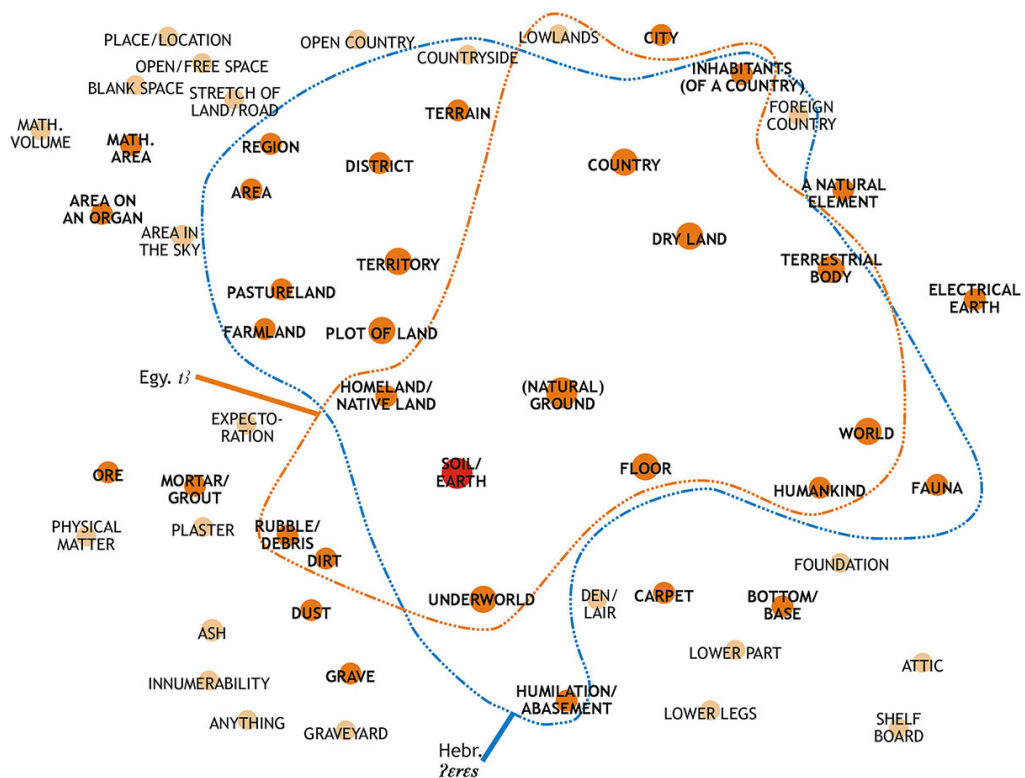 PLACE/LOCATION
OPEN COUNTRY
LOWLANDS
CITY
OPEN/FREE SPACE
COUNTRYSIDE
BLANK SPACE
STRETCH OF
LAND/ROAD
INHABITANTS
(OF A COUNTRY)
TERRAIN
FOREIGN
COUNTRY
MATH.
VOLUME
MATH.
AREA
REGION
DISTRICT
COUNTRY
AREA
A NATURAL
ELEMENT
AREA ON
AN ORGAN
AREA IN
THE SKY
DRY LAND
TERRITORY
TERRESTRIAL
BODY
PASTURELAND
ELECTRICAL
EARTH
FARMLAND
PLOT OF LAND
Egy. tꜣ
HOMELAND/
NATIVE LAND
(NATURAL)
GROUND
EXPECTO-
RATION
WORLD
ORE
MORTAR/
GROUT
SOIL/
EARTH
FLOOR
HUMANKIND
FAUNA
PHYSICAL
MATTER
PLASTER
RUBBLE/
DEBRIS
DIRT
FOUNDATION
DUST
UNDERWORLD
DEN/
LAIR
CARPET
BOTTOM/
BASE
ASH
LOWER PART
ATTIC
INNUMERABILITY
GRAVE
HUMILATION/
ABASEMENT
LOWER LEGS
ANYTHING
GRAVEYARD
SHELF
BOARD
Hebr.
ʔɛrɛs